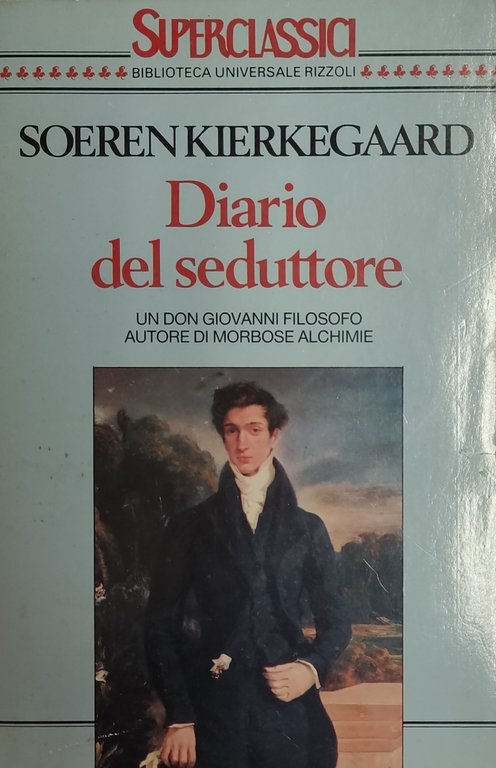 SUPERCLASSICI
BIBLIOTECA UNIVERSALE RIZZOLI
SOEREN KIERKEGAARD
Diario
del seduttore
UN DON GIOVANNI FILOSOFO
AUTORE DI MORBOSE ALCHIMIE